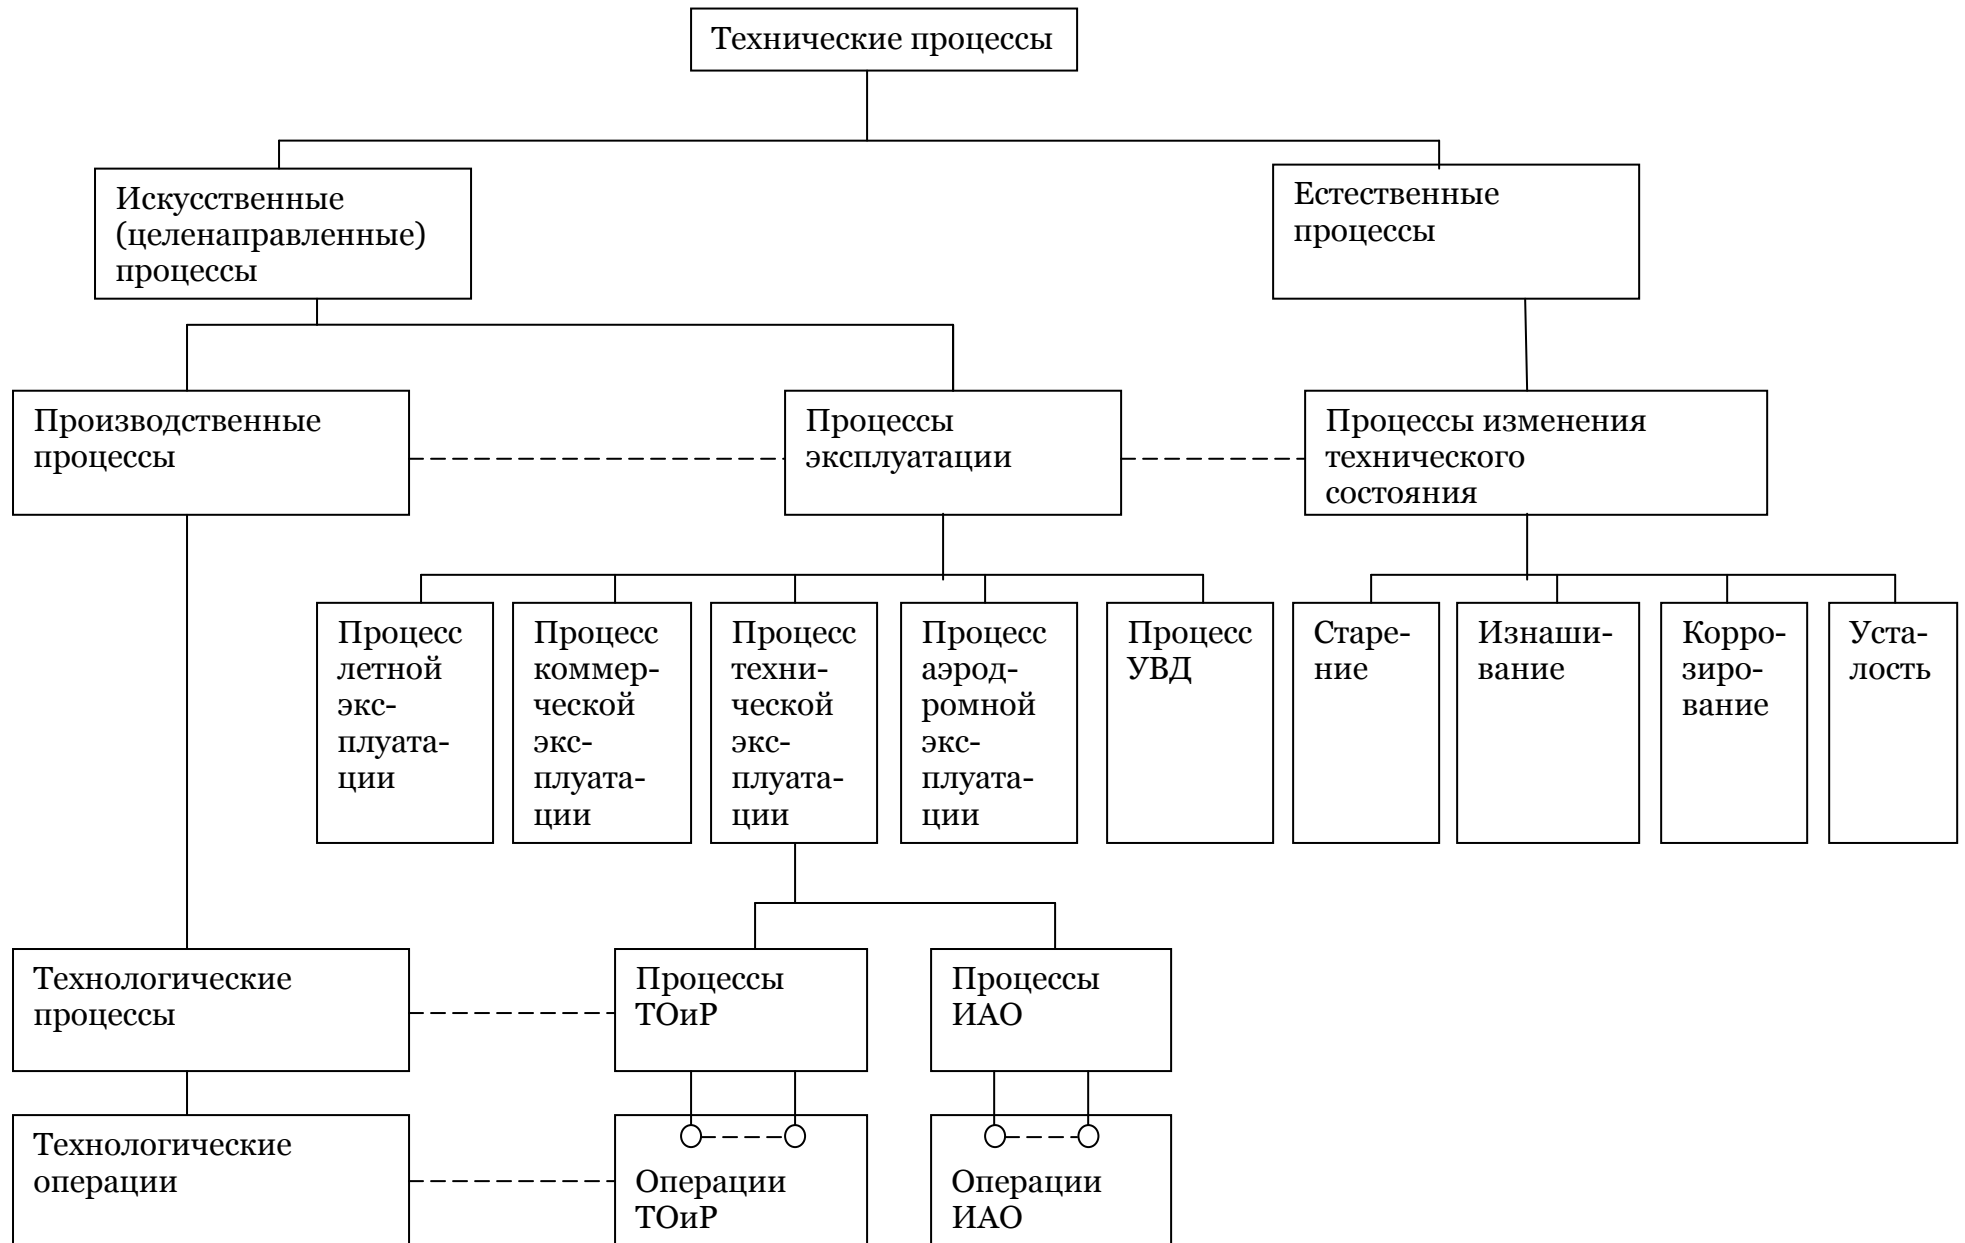 Технические процессы
Искусственные
(целенаправленные)
процессы
Естественные
процессы
Производственные
процессы
Процессы
эксплуатации
Процессы изменения
технического
состояния
Процесс
летной
экс-
плуата-
ции
Процесс
коммер-
ческой
экс-
плуата-
ции
Процесс
техни-
ческой
экс-
плуата-
ции
Процесс
аэрод-
ромной
экс-
плуата-
ции
Процесс
УВД
Старе-
ние
Изнаши-
вание
Корро-
зиро-
вание
Уста-
лость
Технологические
процессы
Процессы
ТОиР
Процессы
ИАО
Технологические
операции
Операции
ТОиР
Операции
ИАО